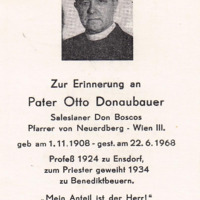 Zur Erinnerung an
Pater Otto Donaubauer
Salesianer Don Boscos
Pfarrer von Neuerdberg - Wien III.
geb am 1.11.1908 - gest. am 22.6.1968
Profeß 1924 zu Ensdorf,
zum Priester geweiht 1934
zu Benediktbeuern.
„Mein Anteil ist der Herr!"